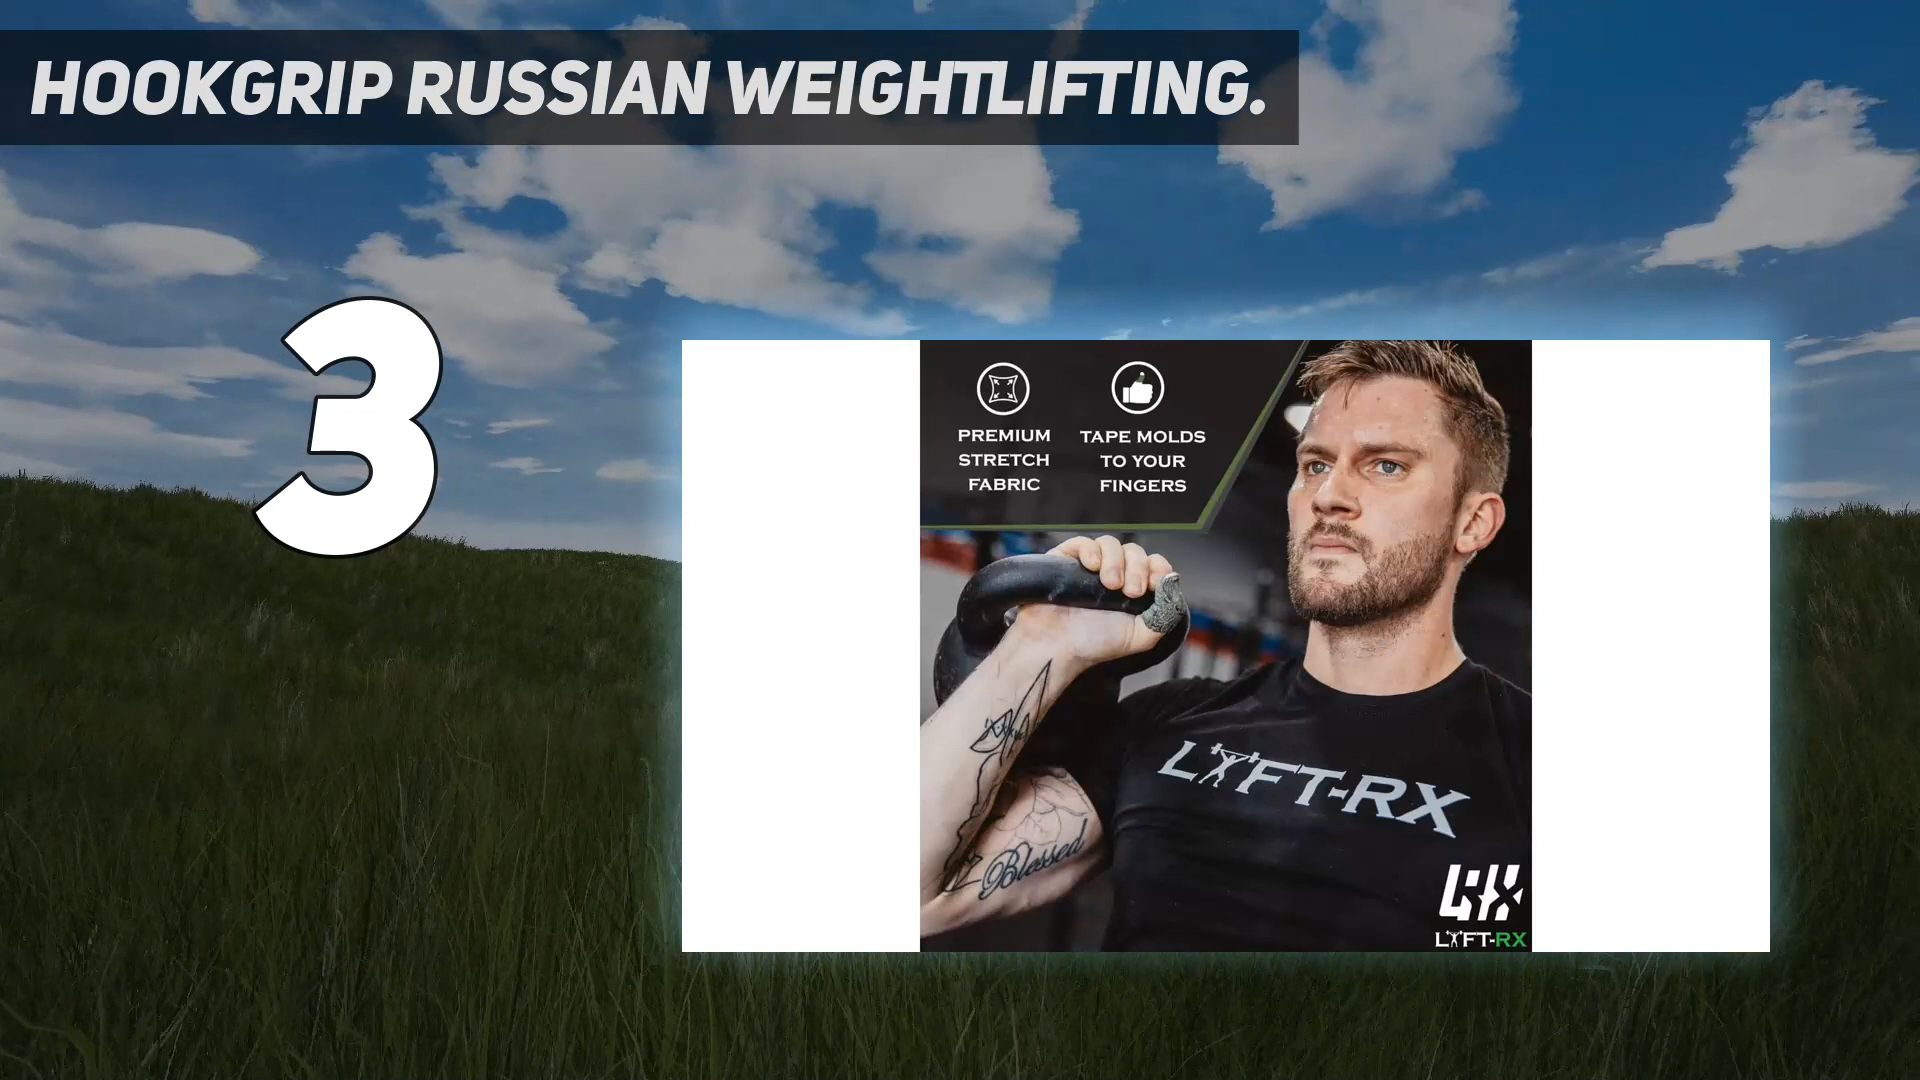 HOOKGRIP RUSSIAN WEIGHTLIFTING.
3
PREMIUM
STRETCH
FABRIC
TAPE MOLDS
TO YOUR
FINGERS
LYFT-RX
Blessed
LRX
LYFT-RX